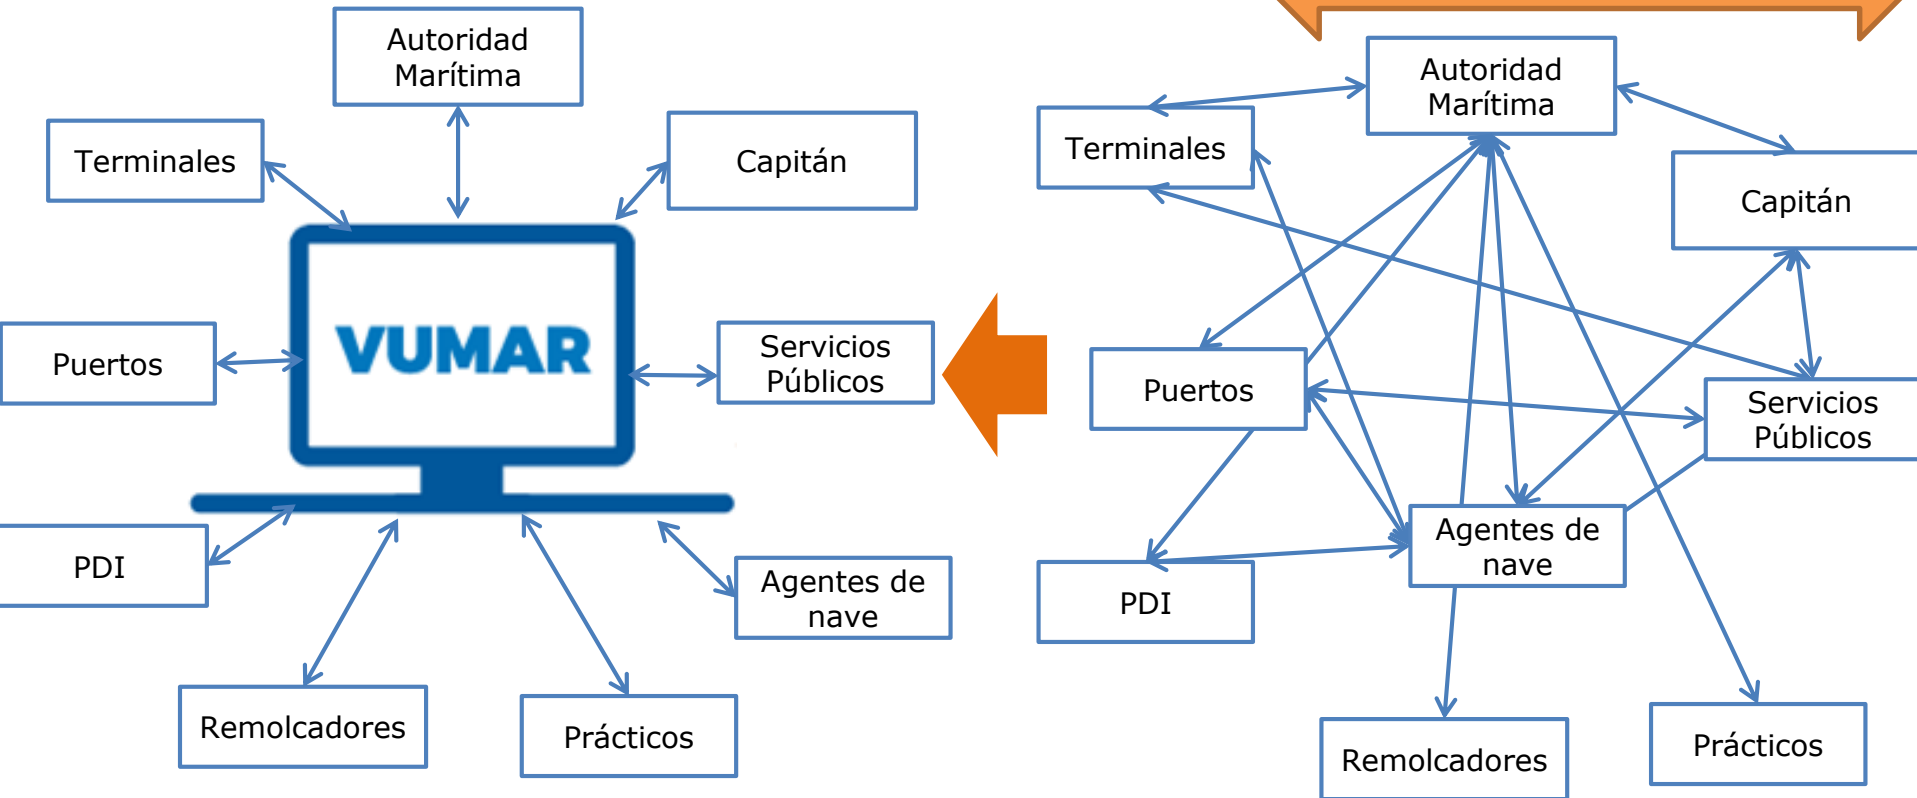 Autoridad
Marítima
Terminales
Capitán
VUMAR
Puertos
Servicios
Públicos
PDI
Agentes de
nave
Remolcadores
Prácticos
Autoridad
Marítima
Terminales
Capitán
Puertos
Servicios
Públicos
Agentes de
nave
PDI
Remolcadores
Prácticos